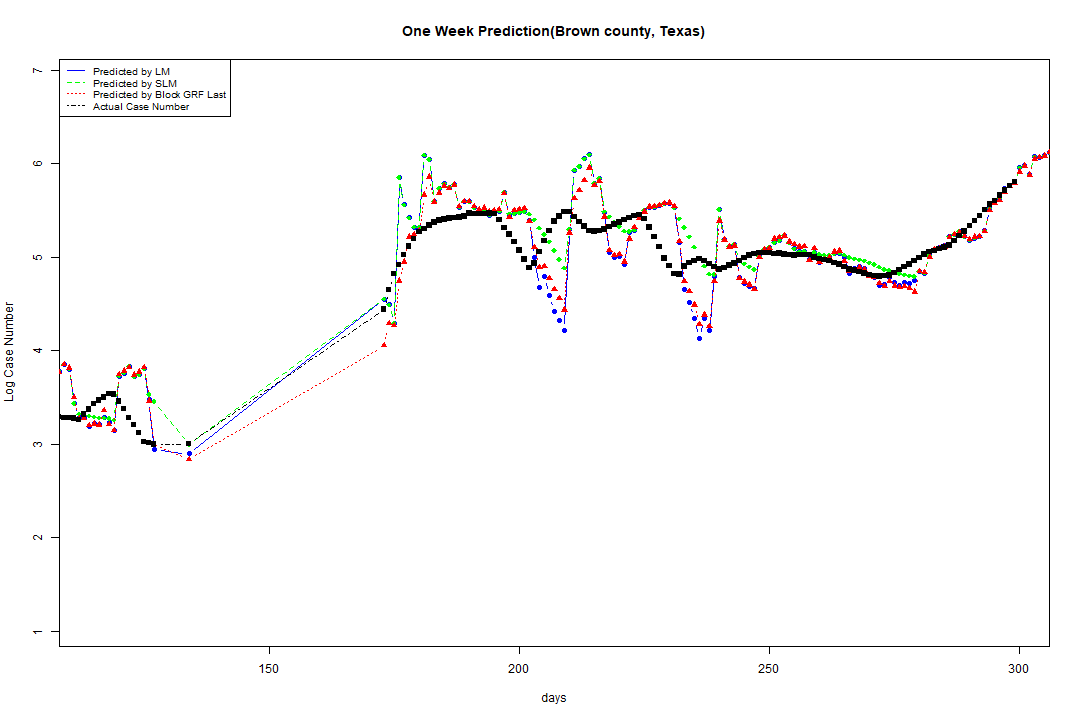 One Week Prediction(Brown county, Texas)
Predicted by LM
Predicted by SLM
Predicted by Block GRF Last
Actual Case Number
7
6
5
4
3
2
1
Log Case Number
150 200 250 300
days